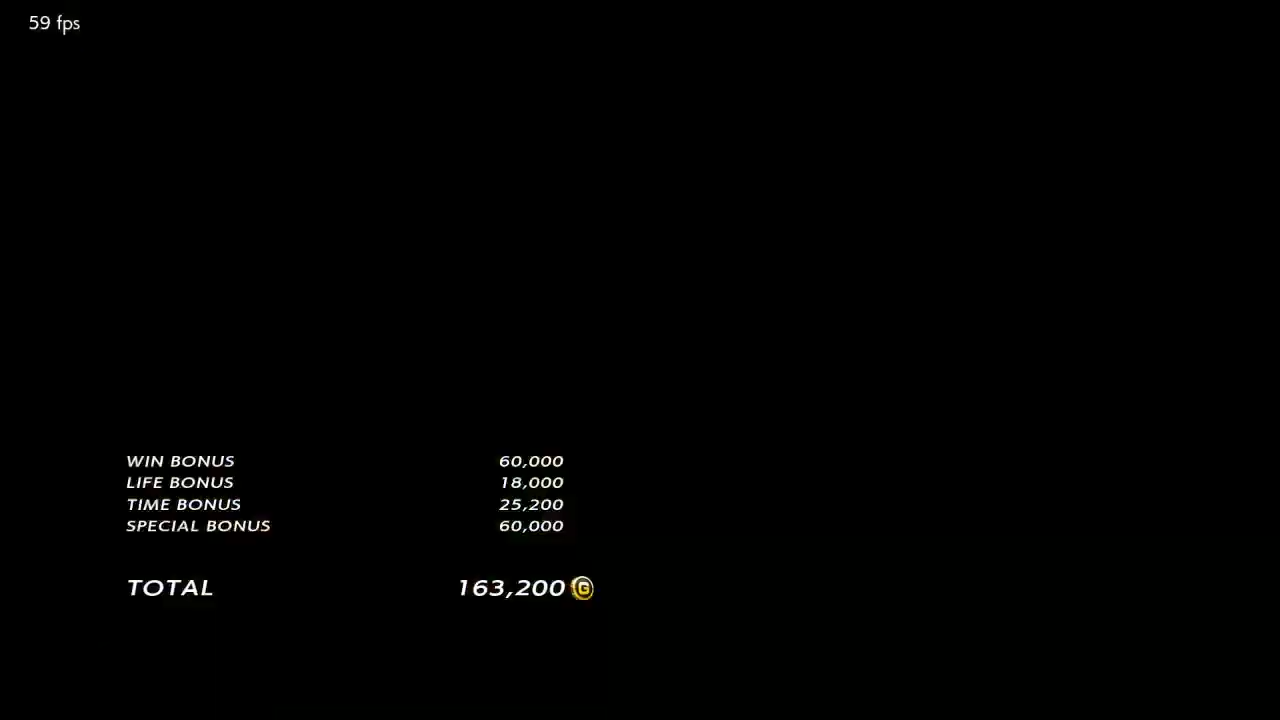 59 fps
WIN BONUS 60,000
LIFE BONUS 18,000
TIME BONUS 25,200
SPECIAL BONUS 60,000
TOTAL 163,200 G